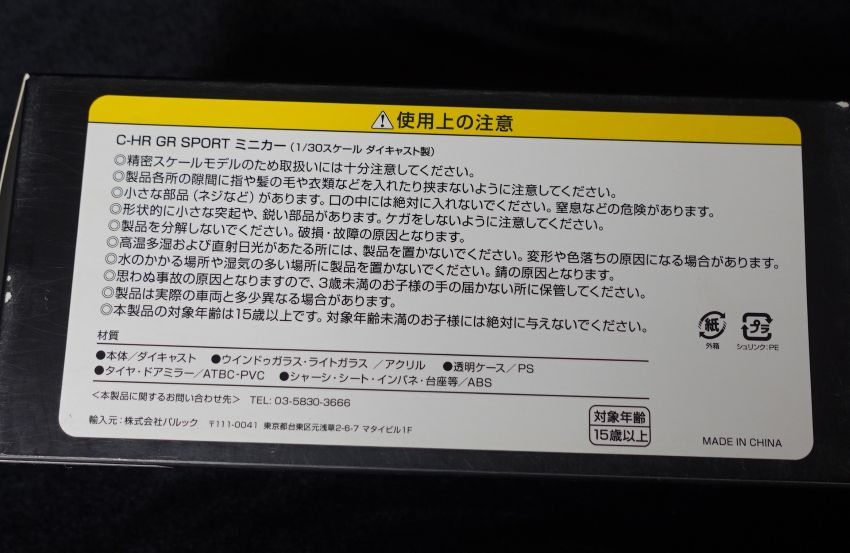 ⚠使用上の注意
C-HR GR SPORT ミニカー（1/30スケール ダイキャスト製）
◎精密スケールモデルのため取扱いには十分注意してください。
◎製品各所の隙間に指や髪の毛や衣類などを入れたり挟まないように注意してください。
◎小さな部品（ネジなど）があります。口の中には絶対に入れないでください。窒息などの危険があります。
◎形状的に小さな突起や、鋭い部品があります。ケガをしないように注意してください。
◎製品を分解しないでください。破損・故障の原因となります。
◎高温多湿および直射日光があたる所には、製品を置かないでください。変形や色落ちの原因になる場合があります。
◎水のかかる場所や湿気の多い場所に製品を置かないでください。錆の原因となります。
◎思わぬ事故の原因となりますので、3歳未満のお子様の手の届かない所に保管してください。
◎製品は実際の車両と多少異なる場合があります。
◎本製品の対象年齢は15歳以上です。対象年齢未満のお子様には絶対に与えないでください。
紙
外箱
プラ
シュリンク:PE
材質
●本体／ダイキャスト ●ウインドゥガラス・ライトガラス ／アクリル ●透明ケース／PS
●タイヤ・ドアミラー／ATBC-PVC ●シャーシ・シート・インパネ・台座等／ABS
＜本製品に関するお問い合わせ先＞ TEL: 03-5830-3666
輸入元：株式会社パルック 〒111-0041 東京都台東区元浅草2-6-7 マタイビル1F
対象年齢
15歳以上
MADE IN CHINA